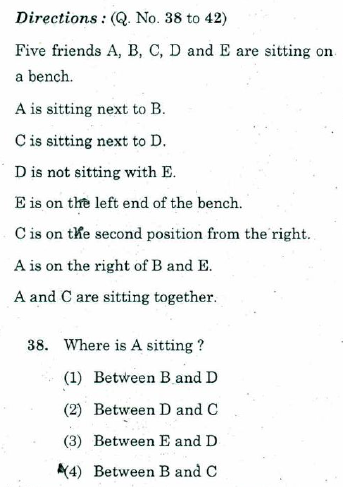 Directions : (Q. No. 38 to 42)
Five friends A, B, C, D and E are sitting on
a bench.
A is sitting next to B.
C is sitting next to D.
D is not sitting with E.
E is on the left end of the bench.
C is on the second position from the right.
A is on the right of B and E.
A and C are sitting together.
38. Where is A sitting ?
(1) Between B and D
(2) Between D and C
(3) Between E and D
(4) Between B and C